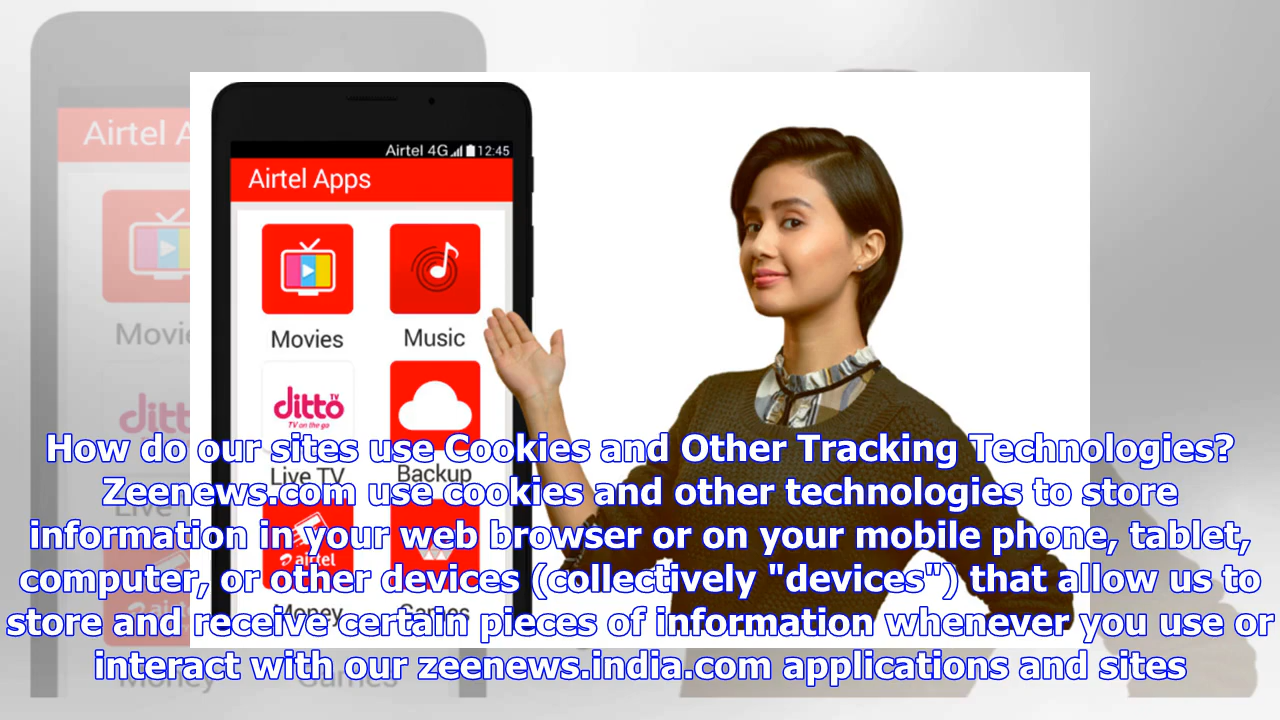 Airtel A
Airtel 4G 12:45
Airtel Apps
Movies Music
ditto TV
TV on the go
Live TV Backup
airtel
Money Games
How do our sites use Cookies and Other Tracking Technologies?
Zeenews.com use cookies and other technologies to store
information in your web browser or on your mobile phone, tablet,
computer, or other devices (collectively "devices") that allow us to
store and receive certain pieces of information whenever you use or
interact with our zeenews.india.com applications and sites
Money Games